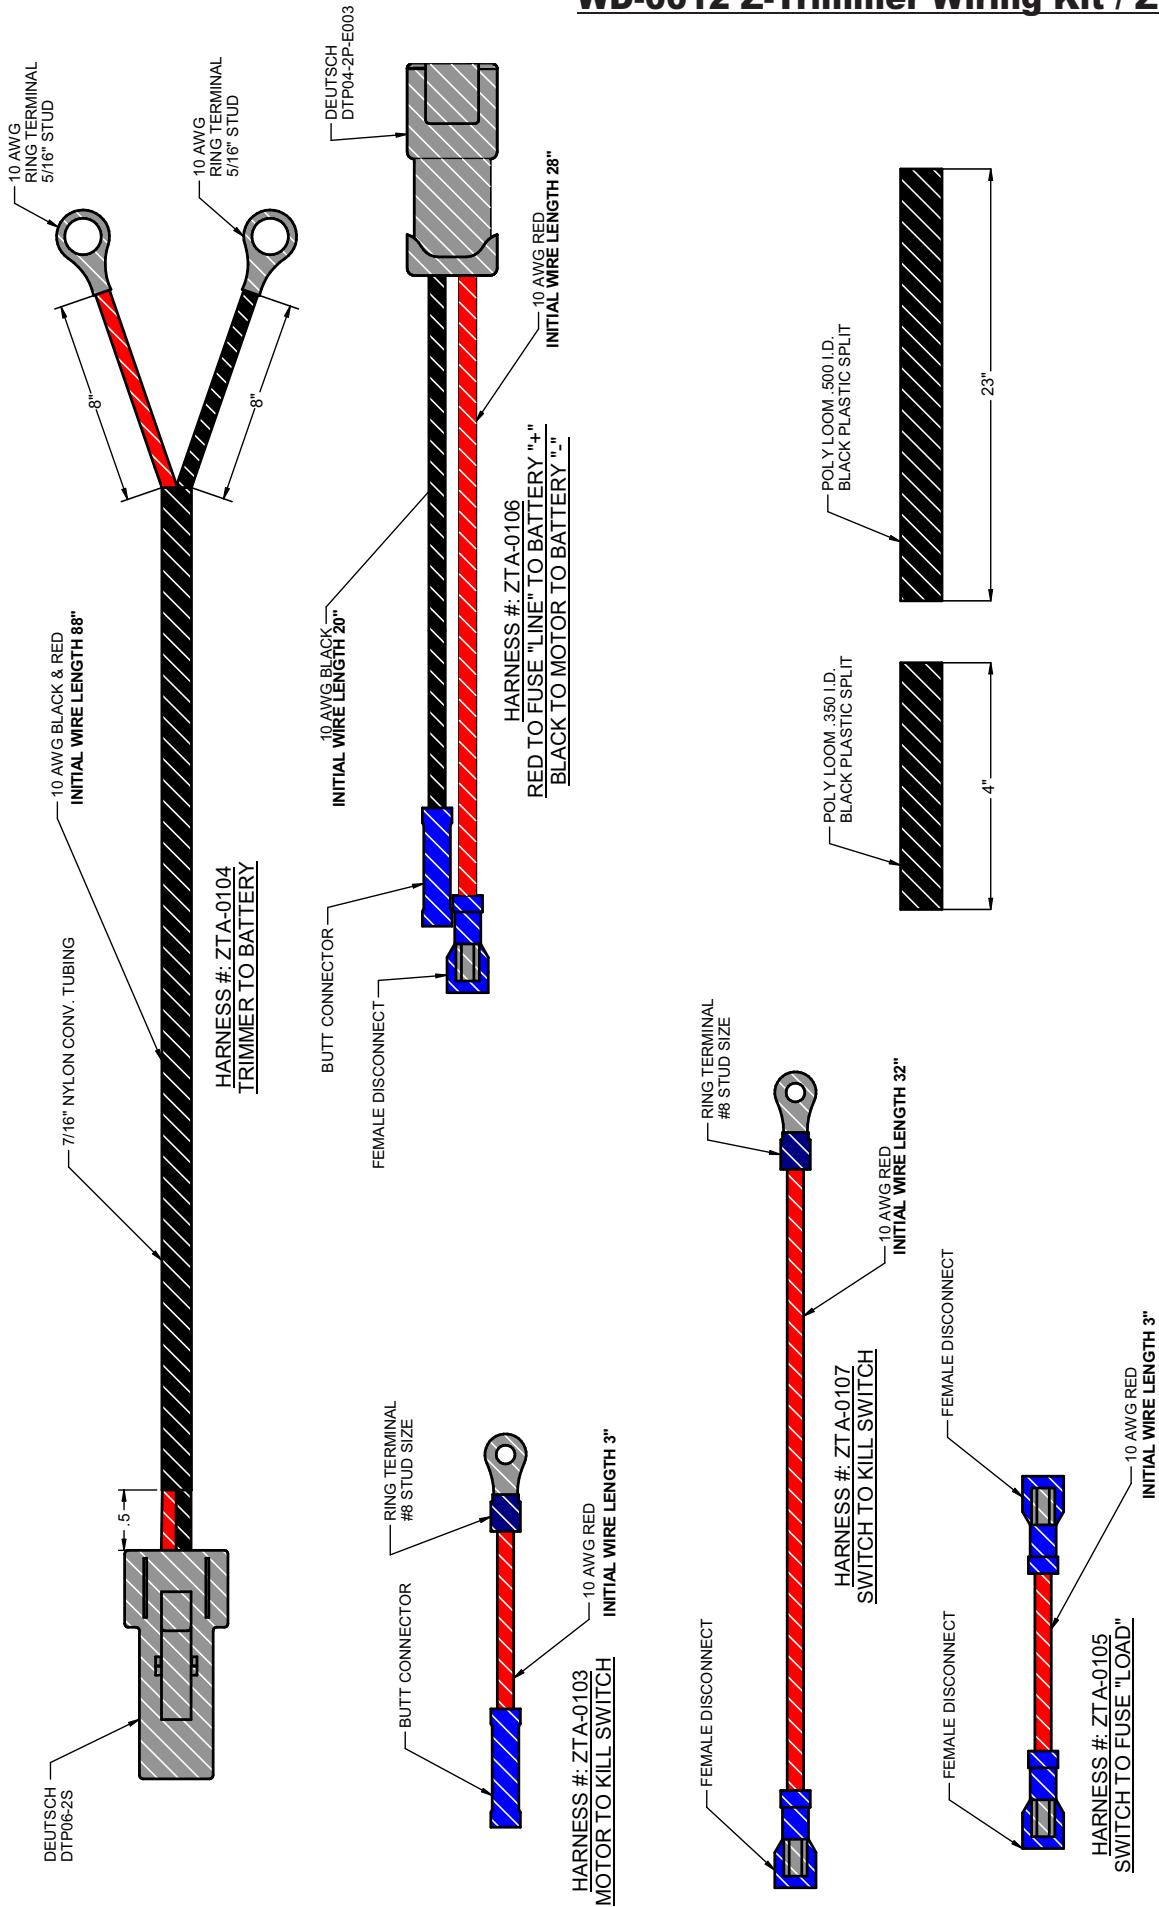 WD-0012 Z-Trimmer Wiring Kit / Z
10 AWG
RING TERMINAL
5/16" STUD
10 AWG
RING TERMINAL
5/16" STUD
8"
8"
10 AWG BLACK & RED
INITIAL WIRE LENGTH 88"
7/16" NYLON CONV. TUBING
.5
DEUTSCH
DTP06-2S
HARNESS #: ZTA-0104
TRIMMER TO BATTERY
DEUTSCH
DTP04-2P-E003
10 AWG BLACK
INITIAL WIRE LENGTH 20"
10 AWG RED
INITIAL WIRE LENGTH 28"
BUTT CONNECTOR
FEMALE DISCONNECT
HARNESS #: ZTA-0106
RED TO FUSE "LINE" TO BATTERY "+"
BLACK TO MOTOR TO BATTERY "-"
RING TERMINAL
#8 STUD SIZE
BUTT CONNECTOR
10 AWG RED
INITIAL WIRE LENGTH 3"
HARNESS #: ZTA-0103
MOTOR TO KILL SWITCH
RING TERMINAL
#8 STUD SIZE
FEMALE DISCONNECT
10 AWG RED
INITIAL WIRE LENGTH 32"
HARNESS #: ZTA-0107
SWITCH TO KILL SWITCH
POLY LOOM .350 I.D.
BLACK PLASTIC SPLIT
4"
POLY LOOM .500 I.D.
BLACK PLASTIC SPLIT
23"
FEMALE DISCONNECT
FEMALE DISCONNECT
10 AWG RED
INITIAL WIRE LENGTH 3"
HARNESS #: ZTA-0105
SWITCH TO FUSE "LOAD"